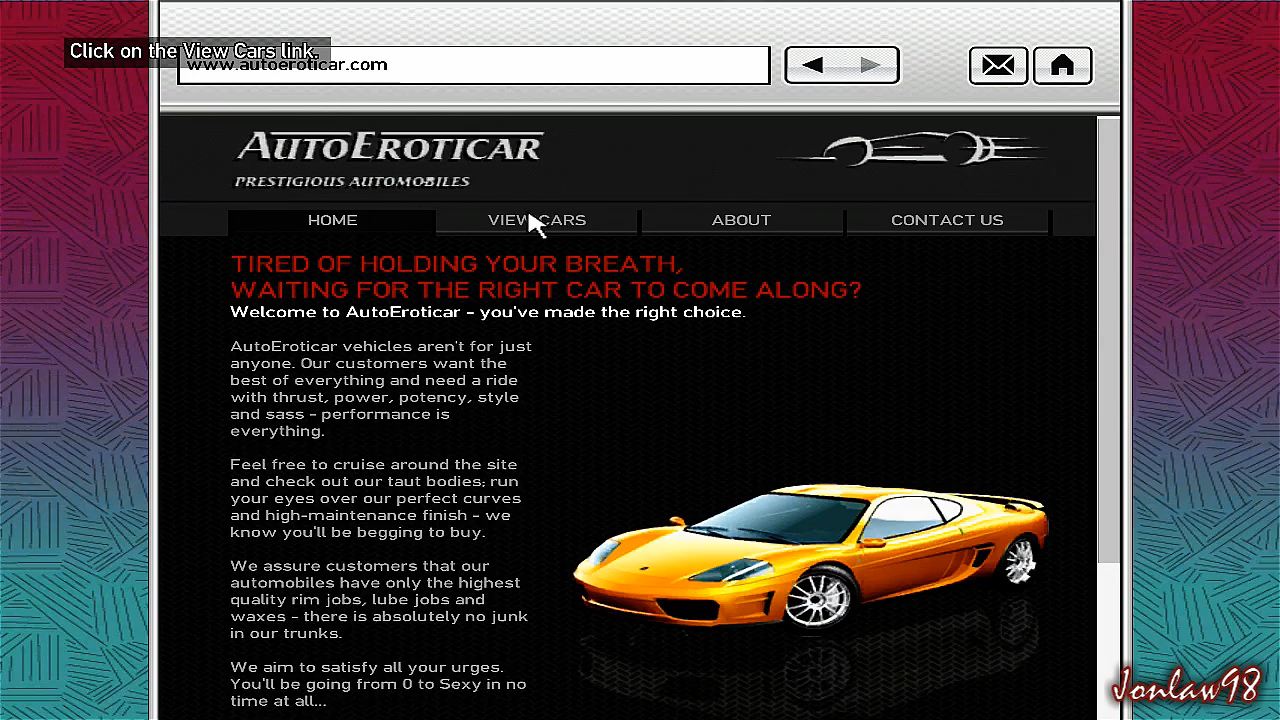 Click on the View Cars link.
www.autoeroticar.com
AUTOEROTICAR
PRESTIGIOUS AUTOMOBILES
HOME VIEW CARS ABOUT CONTACT US
TIRED OF HOLDING YOUR BREATH,
WAITING FOR THE RIGHT CAR TO COME ALONG?
Welcome to AutoEroticar - you've made the right choice.
AutoEroticar vehicles aren't for just
anyone. Our customers want the
best of everything and need a ride
with thrust, power, potency, style
and sass - performance is
everything.
Feel free to cruise around the site
and check out our taut bodies; run
your eyes over our perfect curves
and high-maintenance finish - we
know you'll be begging to buy.
We assure customers that our
automobiles have only the highest
quality rim jobs, lube jobs and
waxes - there is absolutely no junk
in our trunks.
We aim to satisfy all your urges.
You'll be going from 0 to Sexy in no
time at all...
Jonlaw98